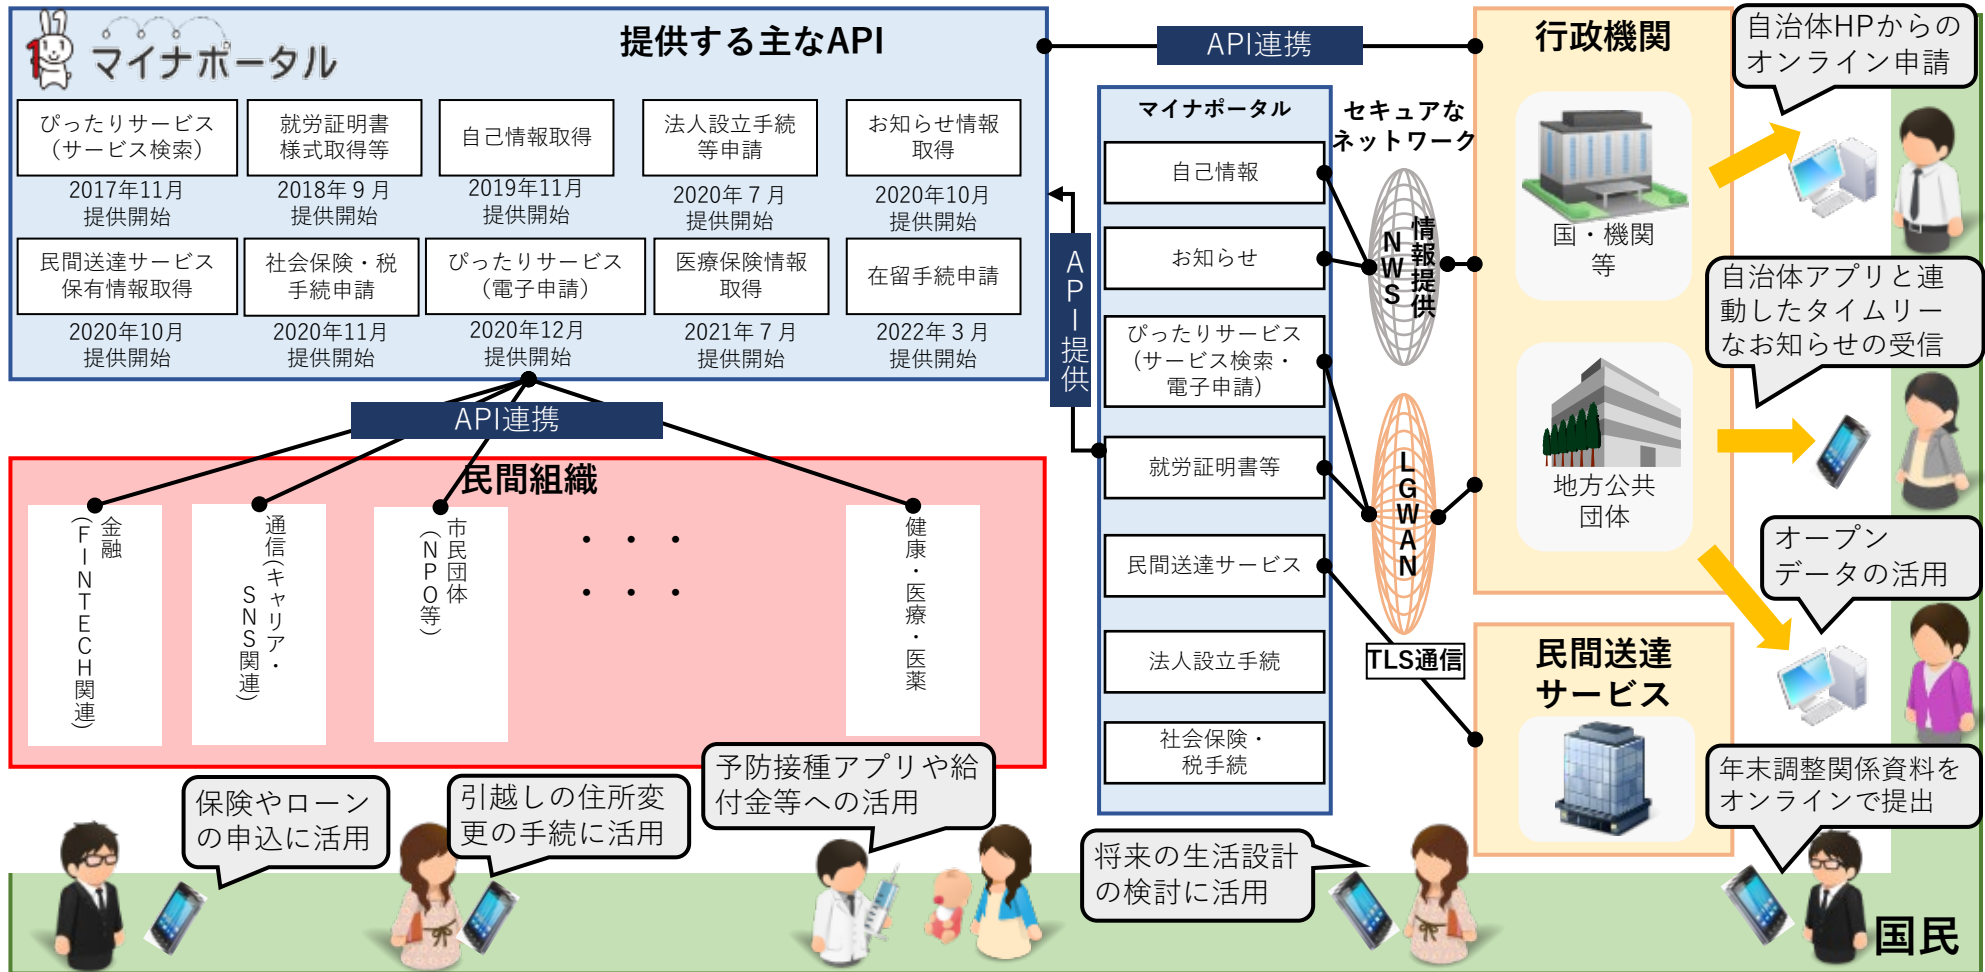 マイナポータル
提供する主なAPI
ぴったりサービス
（サービス検索）
2017年11月
提供開始
就労証明書
様式取得等
2018年９月
提供開始
自己情報取得
2019年11月
提供開始
法人設立手続
等申請
2020年７月
提供開始
お知らせ情報
取得
2020年10月
提供開始
民間送達サービス
保有情報取得
2020年10月
提供開始
社会保険・税
手続申請
2020年11月
提供開始
ぴったりサービス
（電子申請）
2020年12月
提供開始
医療保険情報
取得
2021年７月
提供開始
在留手続申請
2022年３月
提供開始
API連携
民間組織
金融
（FINTECH関連）
通信（キャリア・
SNS関連）
市民団体
（NPO等）
・・・
・・・
健康・医療・医薬
保険やローン
の申込に活用
引越しの住所変
更の手続に活用
予防接種アプリや給
付金等への活用
API連携
API提供
マイナポータル
自己情報
お知らせ
ぴったりサービス
(サービス検索・
電子申請)
就労証明書等
民間送達サービス
法人設立手続
社会保険・
税手続
セキュアな
ネットワーク
情報提供
NWS
LGWAN
TLS通信
将来の生活設計
の検討に活用
行政機関
国・機関
等
地方公共
団体
民間送達
サービス
自治体HPからの
オンライン申請
自治体アプリと連
動したタイムリー
なお知らせの受信
オープン
データの活用
年末調整関係資料を
オンラインで提出
国民